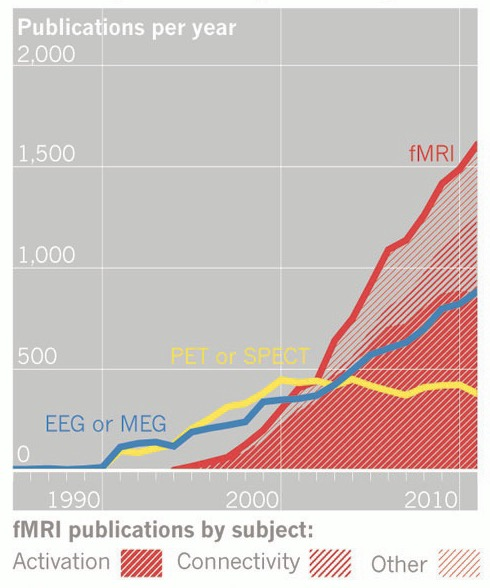 Publications per year
2,000
1,500
fMRI
1,000
PET or SPECT
500
EEG or MEG
0
1990 2000 2010
fMRI publications by subject:
Activation Connectivity Other